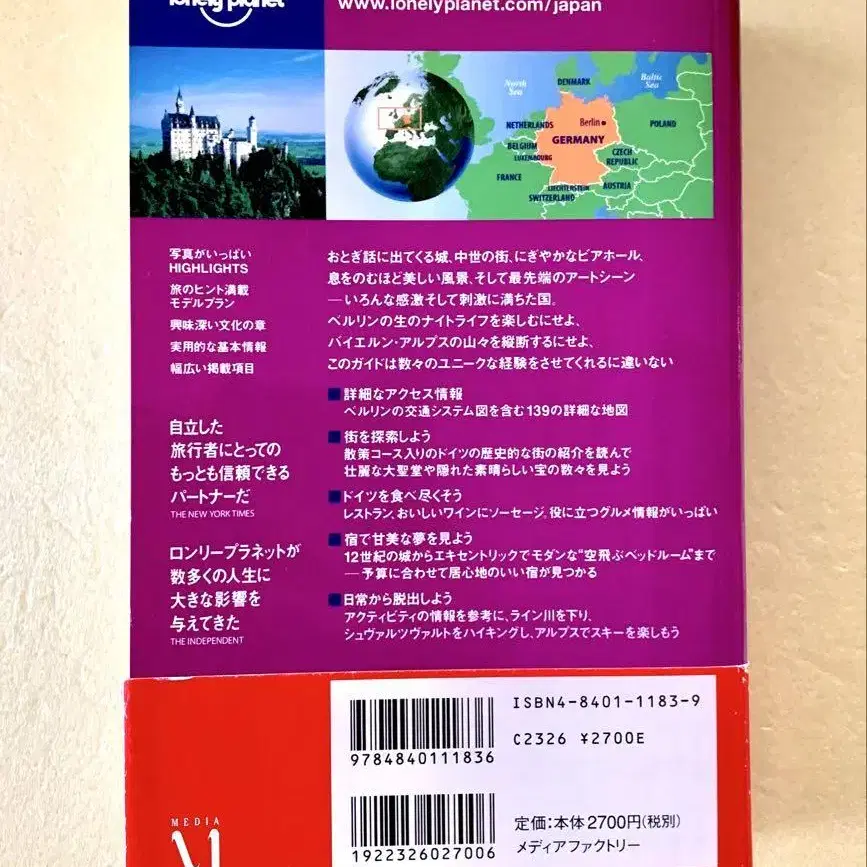 lonely planet
www.lonelyplanet.com/japan
North
Sea
DENMARK
Baltic
Sea
NETHERLANDS
Berlin
POLAND
BELGIUM
GERMANY
LUXEMBOURG
CZECH
REPUBLIC
FRANCE
LIECHTENSTEIN
AUSTRIA
SWITZERLAND
写真がいっぱい
HIGHLIGHTS
旅のヒント満載
モデルプラン
興味深い文化の章
実用的な基本情報
幅広い掲載項目
おとぎ話に出てくる城、中世の街、にぎやかなビアホール、
息をのむほど美しい風景、そして最先端のアートシーン
―いろんな感激そして刺激に満ちた国。
ベルリンの生のナイトライフを楽しむにせよ、
バイエルン・アルプスの山々を縦断するにせよ、
このガイドは数々のユニークな経験をさせてくれるに違いない
自立した
旅行者にとっての
もっとも信頼できる
パートナーだ
THE NEW YORK TIMES
ロンリープラネットが
数多くの人生に
大きな影響を
与えてきた
THE INDEPENDENT
■詳細なアクセス情報
ベルリンの交通システム図を含む139の詳細な地図
■街を探索しよう
散策コース入りのドイツの歴史的な街の紹介を読んで
壮麗な大聖堂や隠れた素晴らしい宝の数々を見よう
■ドイツを食べ尽くそう
レストラン、おいしいワインにソーセージ。役に立つグルメ情報がいっぱい
■宿で甘美な夢を見よう
12世紀の城からエキセントリックでモダンな“空飛ぶベッドルーム”まで
―予算に合わせて居心地のいい宿が見つかる
■日常から脱出しよう
アクティビティの情報を参考に、ライン川を下り、
シュヴァルツヴァルトをハイキングし、アルプスでスキーを楽しもう
ISBN4-8401-1183-9
C2326 ¥2700E
9784840111836
1922326027006
定価：本体2700円（税別）
メディアファクトリー
MEDIA